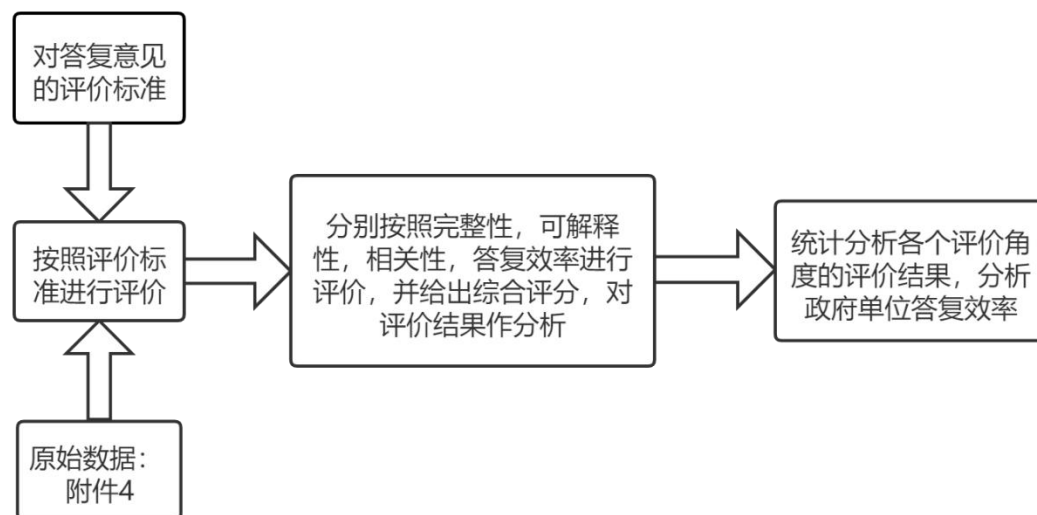 对答复意见
的评价标准
按照评价标
准进行评价
分别按照完整性，可解释
性，相关性，答复效率进行
评价，并给出综合评分，对
评价结果作分析
统计分析各个评价角
度的评价结果，分析
政府单位答复效率
原始数据：
附件4